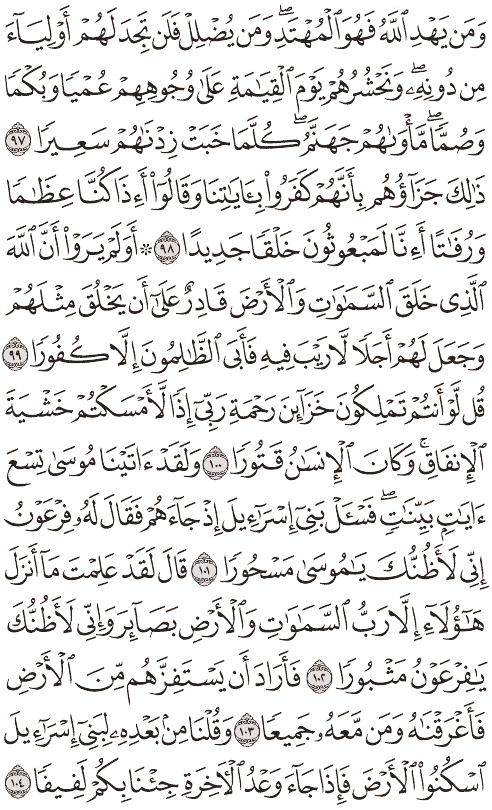 وَمَن يَهْدِ ٱللَّهُ فَهُوَ ٱلْمُهْتَدِ ۖ وَمَن يُضْلِلْ فَلَن تَجِدَ لَهُمْ أَوْلِيَآءَ
مِن دُونِهِۦ ۖ وَنَحْشُرُهُمْ يَوْمَ ٱلْقِيَـٰمَةِ عَلَىٰ وُجُوهِهِمْ عُمْيًا وَبُكْمًا
وَصُمًّا ۖ مَّأْوَىٰهُمْ جَهَنَّمُ ۖ كُلَّمَا خَبَتْ زِدْنَـٰهُمْ سَعِيرًا ٩٧
ذَٰلِكَ جَزَآؤُهُم بِأَنَّهُمْ كَفَرُوا۟ بِـَٔايَـٰتِنَا وَقَالُوٓا۟ أَءِذَا كُنَّا عِظَـٰمًا
وَرُفَـٰتًا أَءِنَّا لَمَبْعُوثُونَ خَلْقًا جَدِيدًا ٩٨ ۞ أَوَلَمْ يَرَوْا۟ أَنَّ ٱللَّهَ
ٱلَّذِى خَلَقَ ٱلسَّمَـٰوَٰتِ وَٱلْأَرْضَ قَادِرٌ عَلَىٰٓ أَن يَخْلُقَ مِثْلَهُمْ
وَجَعَلَ لَهُمْ أَجَلًا لَّا رَيْبَ فِيهِ فَأَبَى ٱلظَّـٰلِمُونَ إِلَّا كُفُورًا ٩٩
قُل لَّوْ أَنتُمْ تَمْلِكُونَ خَزَآئِنَ رَحْمَةِ رَبِّىٓ إِذًا لَّأَمْسَكْتُمْ خَشْيَةَ
ٱلْإِنفَاقِ ۚ وَكَانَ ٱلْإِنسَـٰنُ قَتُورًا ١٠٠ وَلَقَدْ ءَاتَيْنَا مُوسَىٰ تِسْعَ
ءَايَـٰتٍۭ بَيِّنَـٰتٍ ۖ فَسْـَٔلْ بَنِىٓ إِسْرَٰٓءِيلَ إِذْ جَآءَهُمْ فَقَالَ لَهُۥ فِرْعَوْنُ
إِنِّى لَأَظُنُّكَ يَـٰمُوسَىٰ مَسْحُورًا ١٠١ قَالَ لَقَدْ عَلِمْتَ مَآ أَنزَلَ
هَـٰٓؤُلَآءِ إِلَّا رَبُّ ٱلسَّمَـٰوَٰتِ وَٱلْأَرْضِ بَصَآئِرَ وَإِنِّى لَأَظُنُّكَ
يَـٰفِرْعَوْنُ مَثْبُورًا ١٠٢ فَأَرَادَ أَن يَسْتَفِزَّهُم مِّنَ ٱلْأَرْضِ
فَأَغْرَقْنَـٰهُ وَمَن مَّعَهُۥ جَمِيعًا ١٠٣ وَقُلْنَا مِنۢ بَعْدِهِۦ لِبَنِىٓ إِسْرَٰٓءِيلَ
ٱسْكُنُوا۟ ٱلْأَرْضَ فَإِذَا جَآءَ وَعْدُ ٱلْـَٔاخِرَةِ جِئْنَا بِكُمْ لَفِيفًا ١٠٤